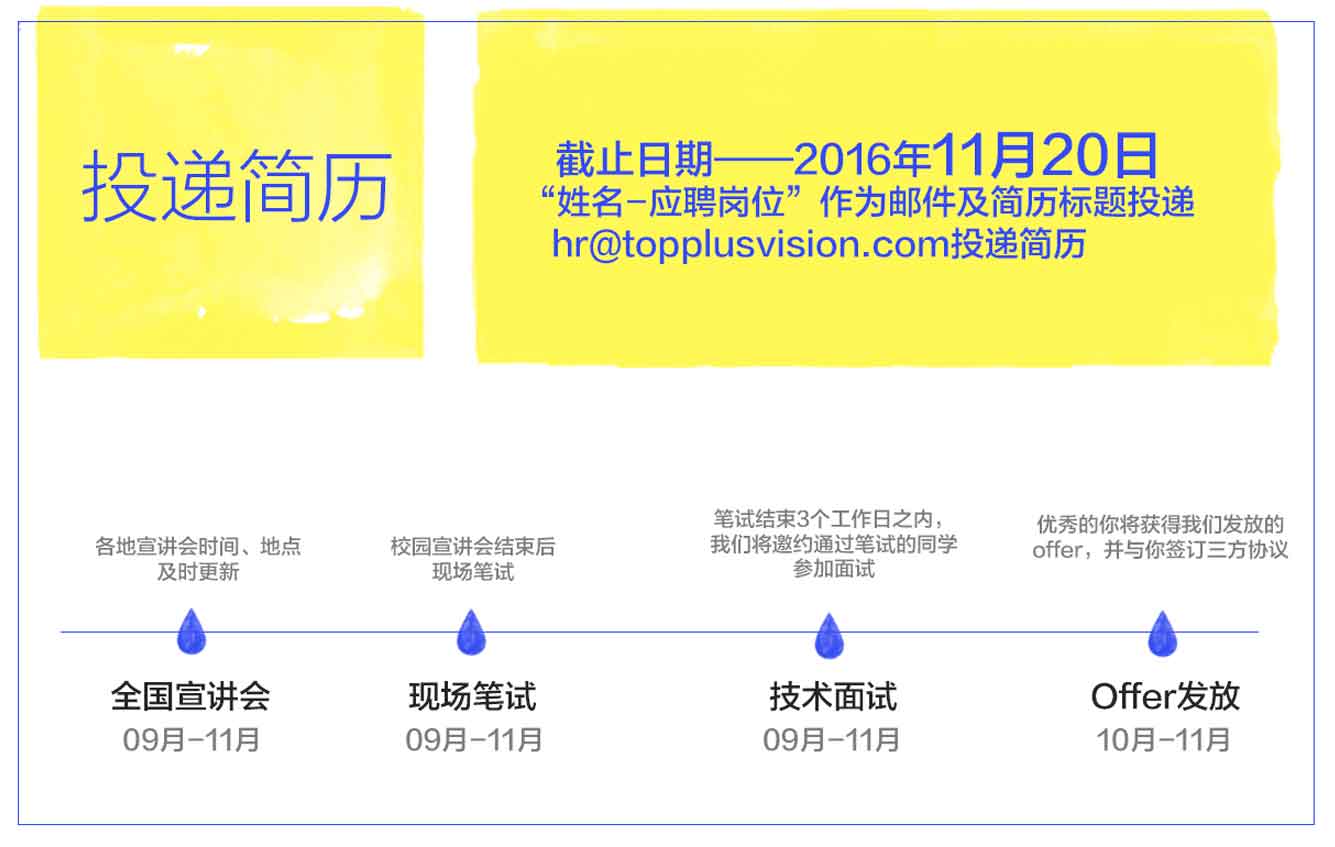 投递简历
截止日期——2016年11月20日
“姓名-应聘岗位”作为邮件及简历标题投递
hr@topplusvision.com投递简历
各地宣讲会时间、地点
及时更新
校园宣讲会结束后
现场笔试
笔试结束3个工作日之内，
我们将邀约通过笔试的同学
参加面试
优秀的你将获得我们发放的
offer，并与你签订三方协议
全国宣讲会
09月-11月
现场笔试
09月-11月
技术面试
09月-11月
Offer发放
10月-11月